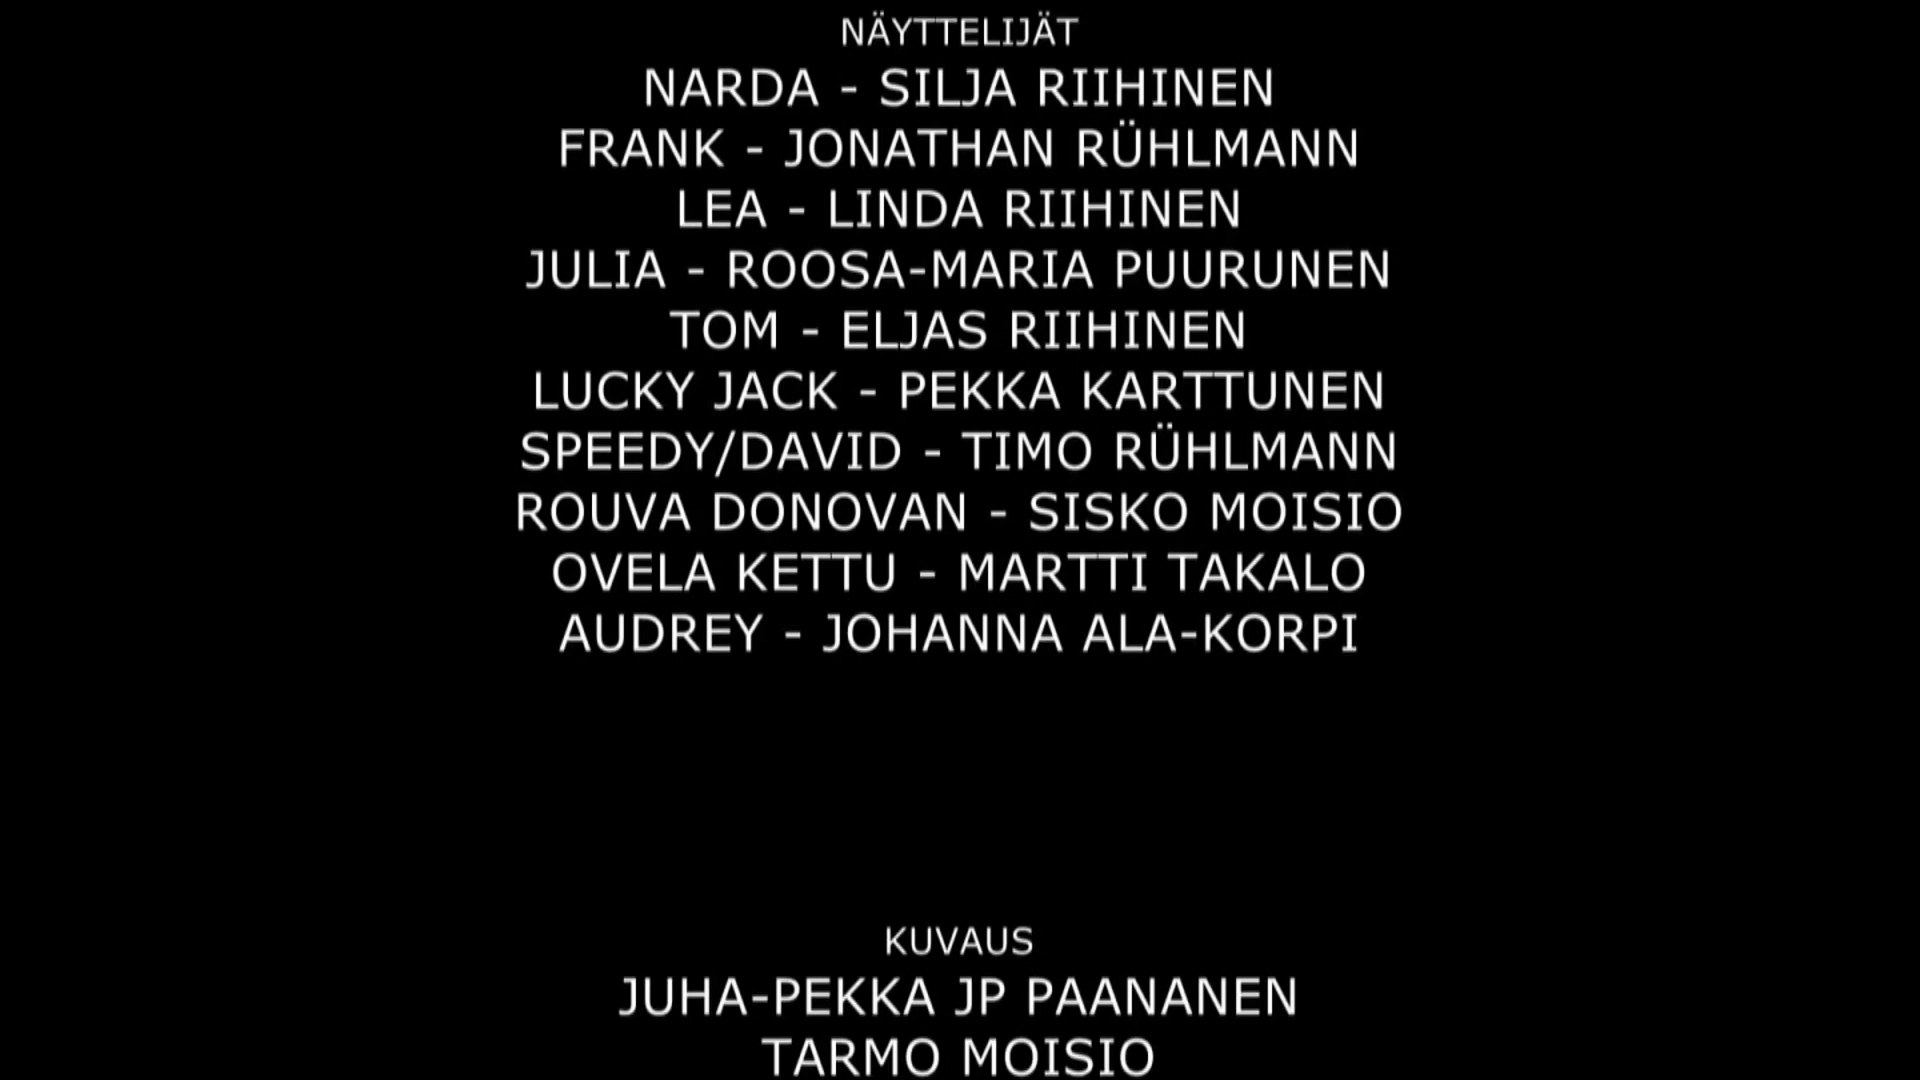 NÄYTTELIJÄT
NARDA - SILJA RIIHINEN
FRANK - JONATHAN RÜHLMANN
LEA - LINDA RIIHINEN
JULIA - ROOSA-MARIA PUURUNEN
TOM - ELJAS RIIHINEN
LUCKY JACK - PEKKA KARTTUNEN
SPEEDY/DAVID - TIMO RÜHLMANN
ROUVA DONOVAN - SISKO MOISIO
OVELA KETTU - MARTTI TAKALO
AUDREY - JOHANNA ALA-KORPI
KUVAUS
JUHA-PEKKA JP PAANANEN
TARMO MOISIO